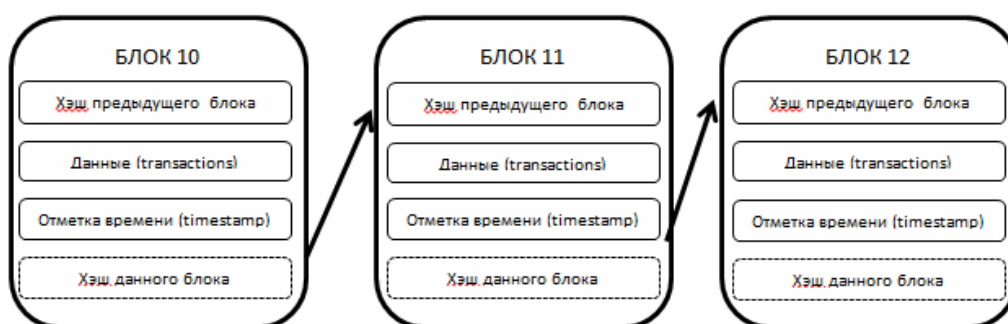 БЛОК 10
Хэш предыдущего блока
Данные (transactions)
Отметка времени (timestamp)
Хэш данного блока
БЛОК 11
Хэш предыдущего блока
Данные (transactions)
Отметка времени (timestamp)
Хэш данного блока
БЛОК 12
Хэш предыдущего блока
Данные (transactions)
Отметка времени (timestamp)
Хэш данного блока